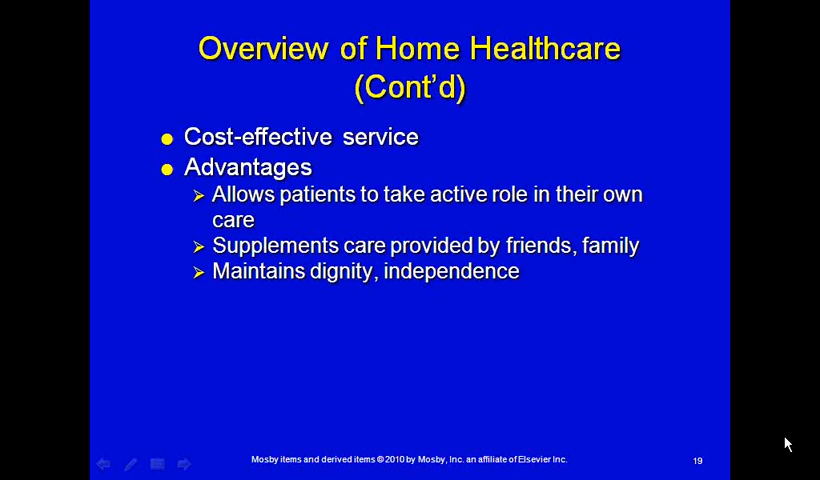 Overview of Home Healthcare
(Cont'd)
Cost-effective service
Advantages
Allows patients to take active role in their own
care
Supplements care provided by friends, family
Maintains dignity, independence
Mosby items and derived items © 2010 by Mosby, Inc. an affiliate of Elsevier Inc.
19